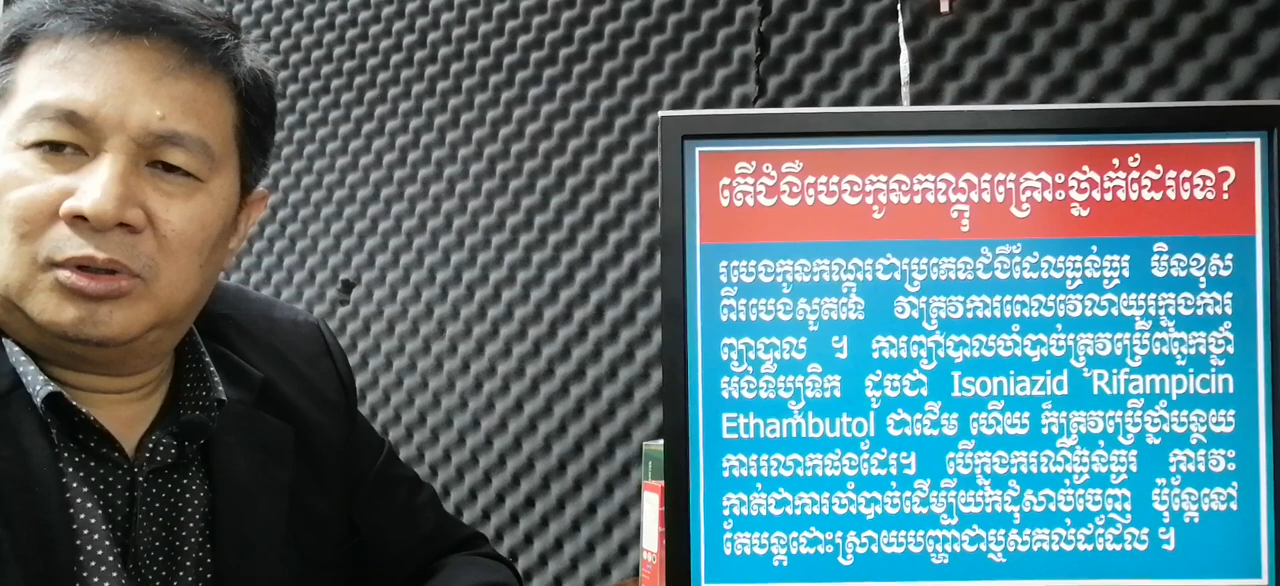 តើជំងឺរបេងកូនកណ្ដុរគ្រោះថ្នាក់ដែរទេ?
របេងកូនកណ្ដុរជាប្រភេទជំងឺដែលធ្ងន់ធ្ងរ មិនខុស
ពីរបេងសួតទេ វាត្រូវការពេលវេលាយូរក្នុងការ
ព្យាបាល ។ ការព្យាបាលចាំបាច់ត្រូវប្រើពពួកថ្នាំ
អង់ទីប្យូទិក ដូចជា Isoniazid Rifampicin
Ethambutol ជាដើម ហើយ ក៏ត្រូវប្រើថ្នាំបន្ថយ
ការរលាកផងដែរ។ បើក្នុងករណីធ្ងន់ធ្ងរ ការវះ
កាត់ជាការចាំបាច់ដើម្បីយកដុំសាច់ចេញ ប៉ុន្តែនៅ
តែបន្តដោះស្រាយបញ្ហាជាឬសគល់ដដែល ។